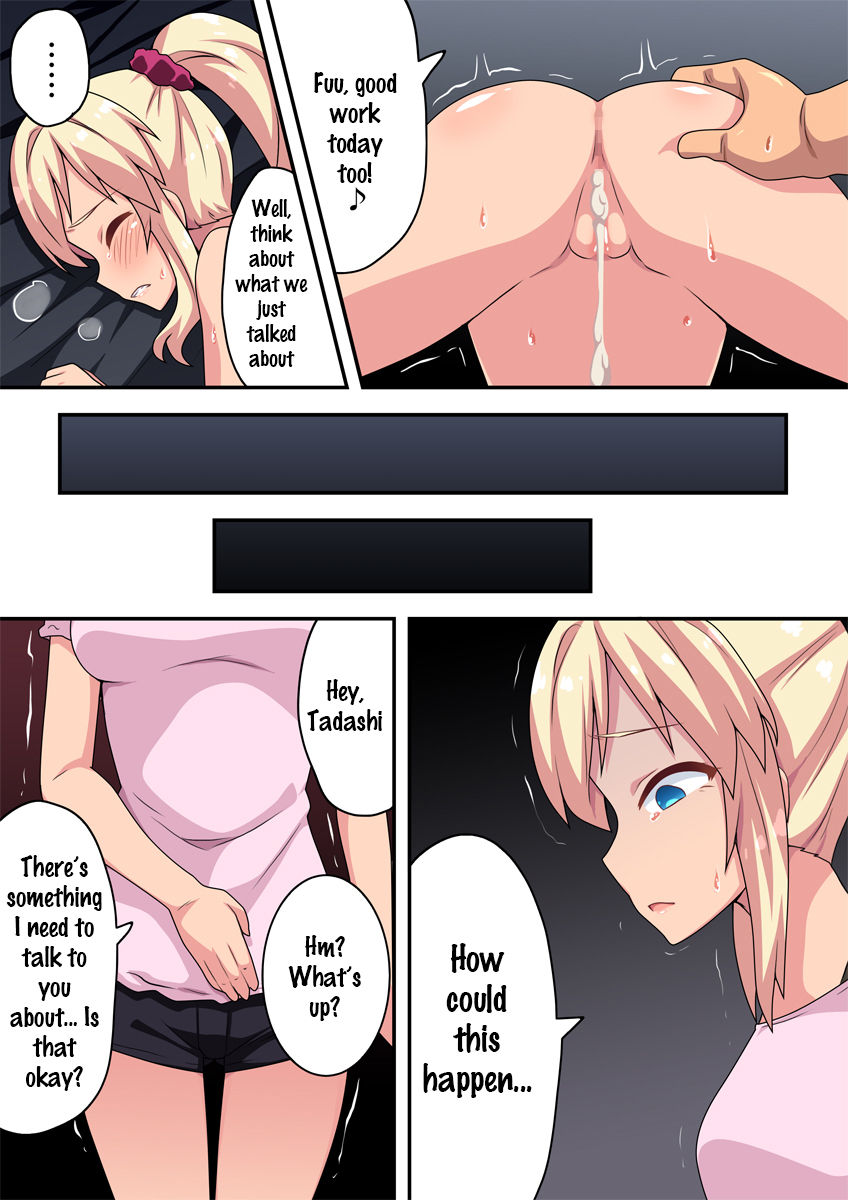 Fuu, good
work
today
too!
♪
Well,
think
about
what we
just
talked
about
......
How
could
this
happen...
Hey,
Tadashi
Hm?
What's
up?
There's
something
I need to
talk to
you
about... Is
that
okay?